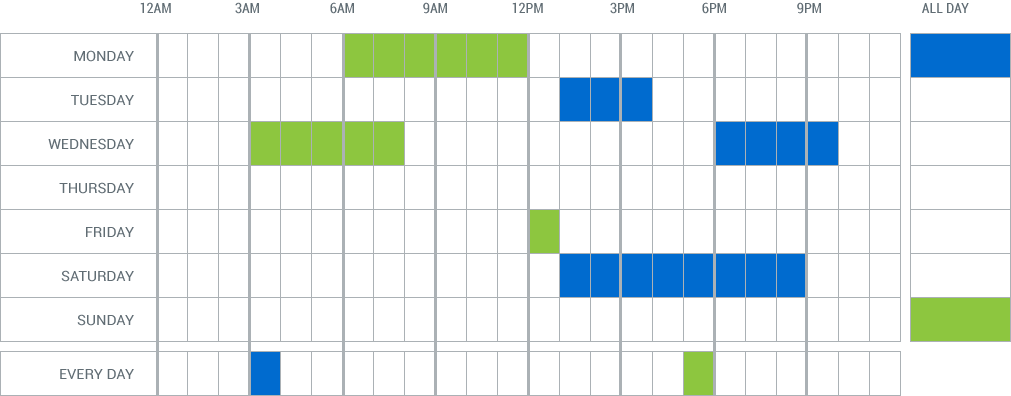 12AM 3AM 6AM 9AM 12PM 3PM 6PM 9PM ALL DAY
MONDAY
TUESDAY
WEDNESDAY
THURSDAY
FRIDAY
SATURDAY
SUNDAY
EVERY DAY